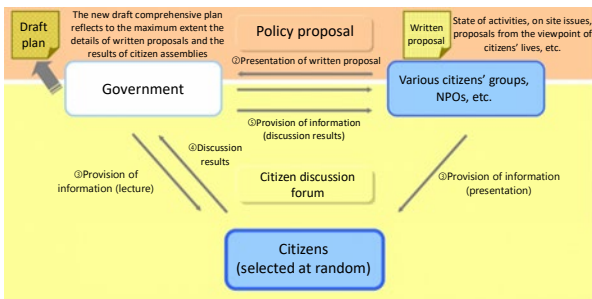 Draft
plan
The new draft comprehensive plan
reflects to the maximum extent the
details of written proposals and the
results of citizen assemblies
Policy proposal
Written
proposal
State of activities, on site issues,
proposals from the viewpoint of
citizens’ lives, etc.
②Presentation of written proposal
Government
Various citizens’ groups,
NPOs, etc.
①Provision of information
(discussion results)
④Discussion
results
③Provision of
information (lecture)
Citizen discussion
forum
③Provision of information
(presentation)
Citizens
(selected at random)